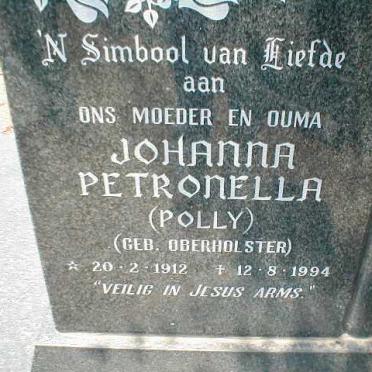 'N Simbool van Liefde
aan
ONS MOEDER EN OUMA
JOHANNA
PETRONELLA
(POLLY)
(GEB. OBERHOLSTER)
☆ 20·2·1912 ✝ 12·8·1994
"VEILIG IN JESUS ARMS."